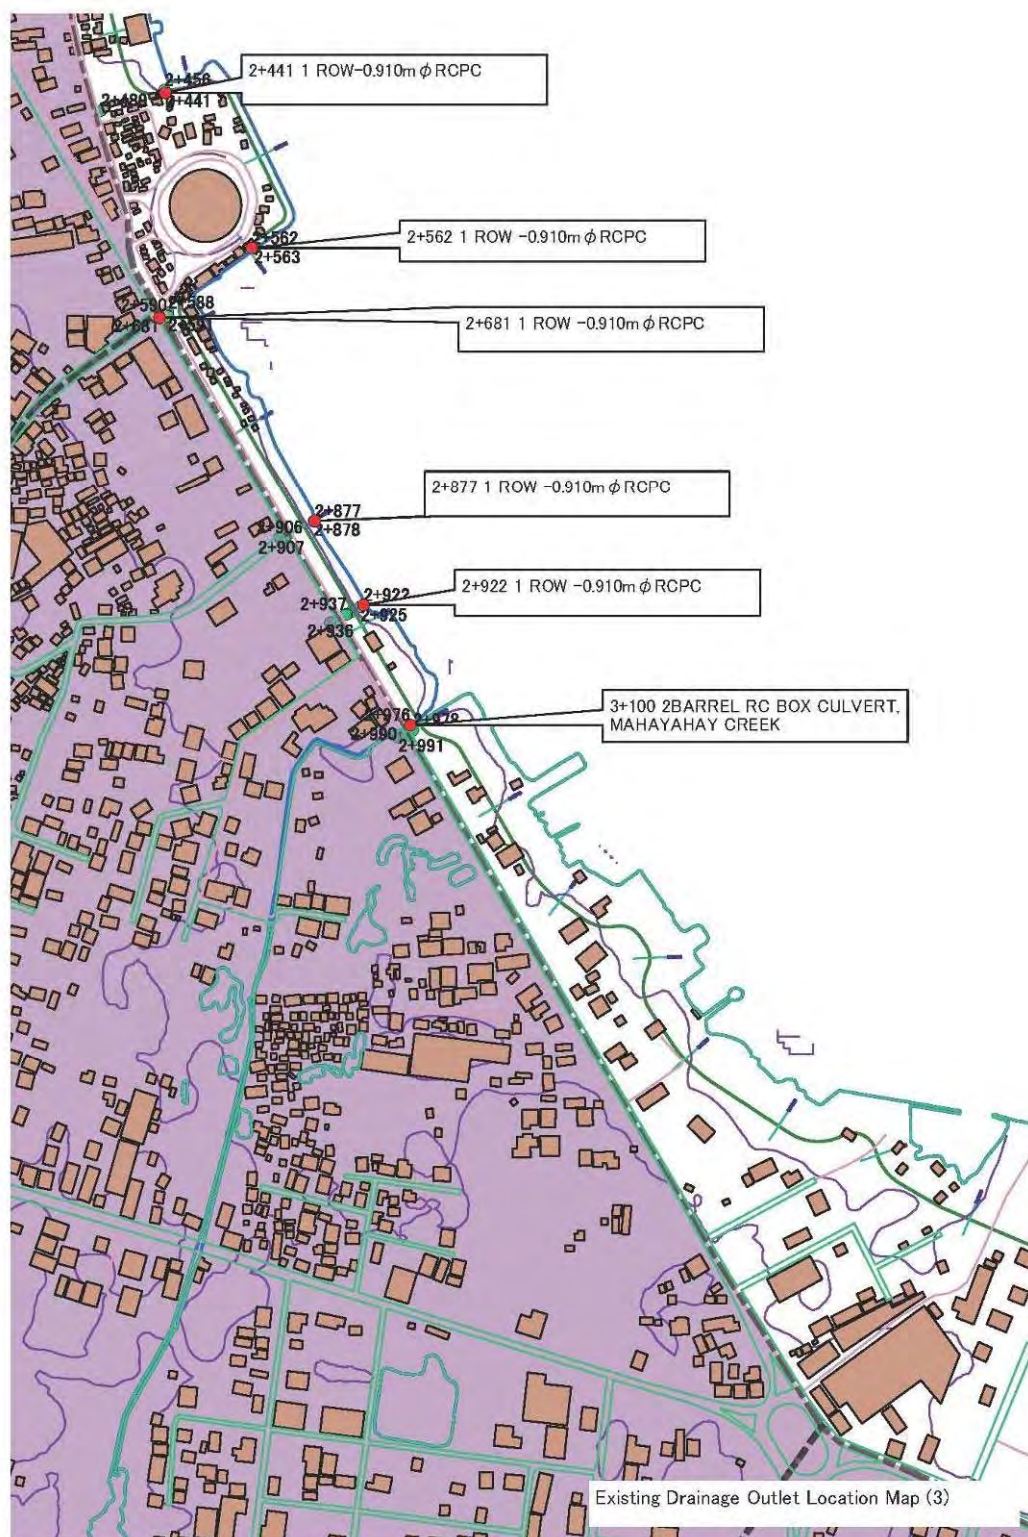 2+456
2+441 1 ROW-0.910m φ RCPC
2+441
2+562 1 ROW -0.910m φ RCPC
2+562
2+563
2+590
2+588
2+681 1 ROW -0.910m φ RCPC
2+681
2+877 1 ROW -0.910m φ RCPC
2+877
2+906
2+878
2+907
2+922 1 ROW -0.910m φ RCPC
2+922
2+937
2+925
2+936
3+100 2BARREL RC BOX CULVERT,
MAHAYAHAY CREEK
2+976
2+978
2+990
2+991
Existing Drainage Outlet Location Map (3)